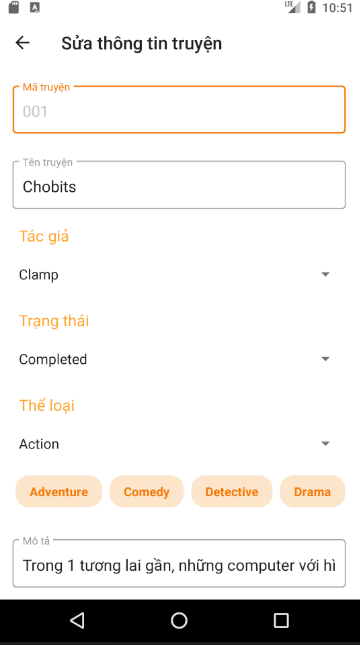 LTE 10:51
Sửa thông tin truyện
Mã truyện
001
Tên truyện
Chobits
Tác giả
Clamp
Trạng thái
Completed
Thể loại
Action
Adventure Comedy Detective Drama
Mô tả
Trong 1 tương lai gần, những computer với hì